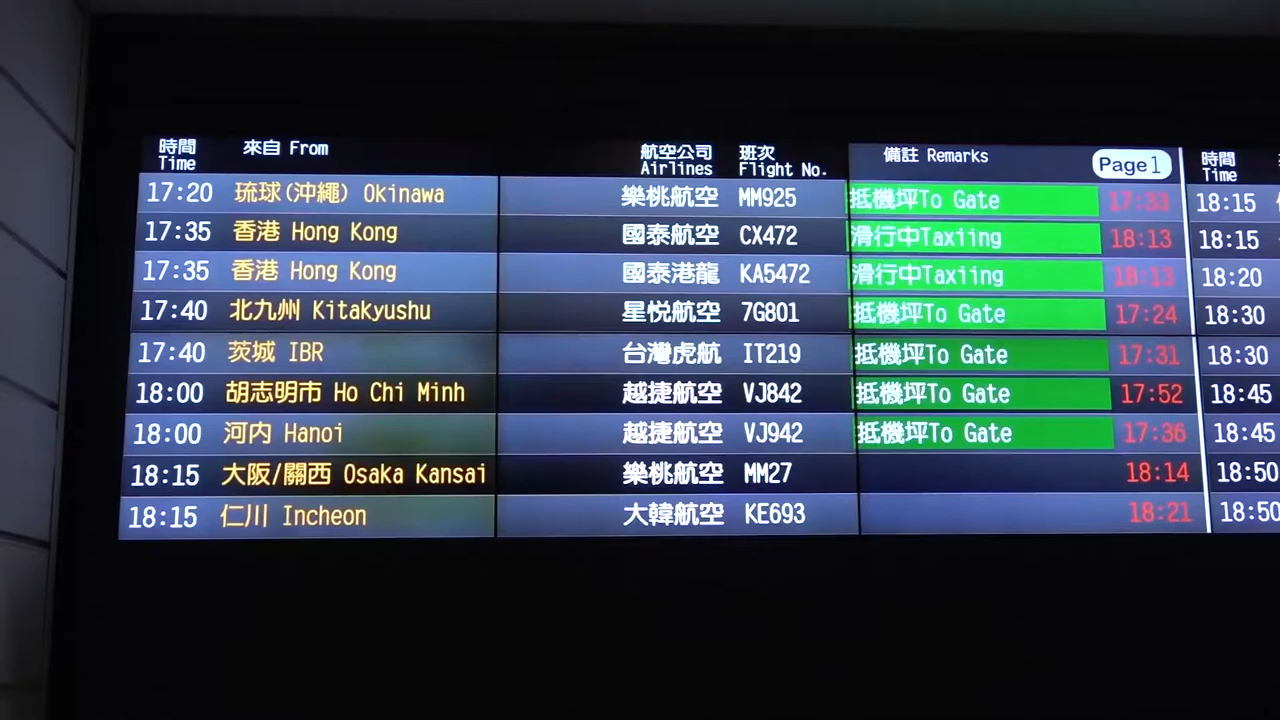 時間 來自 From 航空公司 班次 備註 Remarks Page1 時間
Time Airlines Flight No. Time
17:20 琉球(沖繩) Okinawa 樂桃航空 MM925 抵機坪To Gate 17:33 18:15
17:35 香港 Hong Kong 國泰航空 CX472 滑行中Taxiing 18:13 18:15
17:35 香港 Hong Kong 國泰港龍 KA5472 滑行中Taxiing 18:13 18:20
17:40 北九州 Kitakyushu 星悦航空 7G801 抵機坪To Gate 17:24 18:30
17:40 茨城 IBR 台灣虎航 IT219 抵機坪To Gate 17:31 18:30
18:00 胡志明市 Ho Chi Minh 越捷航空 VJ842 抵機坪To Gate 17:52 18:45
18:00 河内 Hanoi 越捷航空 VJ942 抵機坪To Gate 17:36 18:45
18:15 大阪/關西 Osaka Kansai 樂桃航空 MM27 18:14 18:50
18:15 仁川 Incheon 大韓航空 KE693 18:21 18:50